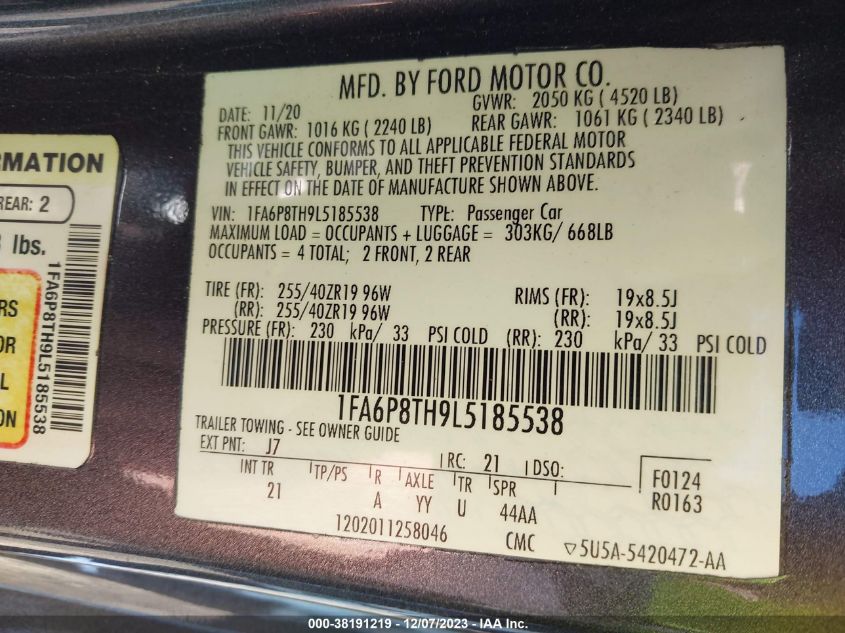 RMATION
REAR: 2
lbs.
1FA6P8TH9L5185538
RS
OR
L
ON
MFD. BY FORD MOTOR CO.
DATE: 11/20 GVWR: 2050 KG ( 4520 LB)
FRONT GAWR: 1016 KG ( 2240 LB) REAR GAWR: 1061 KG ( 2340 LB)
THIS VEHICLE CONFORMS TO ALL APPLICABLE FEDERAL MOTOR
VEHICLE SAFETY, BUMPER, AND THEFT PREVENTION STANDARDS
IN EFFECT ON THE DATE OF MANUFACTURE SHOWN ABOVE.
VIN: 1FA6P8TH9L5185538 TYPE: Passenger Car
MAXIMUM LOAD = OCCUPANTS + LUGGAGE = 303KG/ 668LB
OCCUPANTS = 4 TOTAL; 2 FRONT, 2 REAR
TIRE (FR): 255/40ZR19 96W RIMS (FR): 19x8.5J
(RR): 255/40ZR19 96W (RR): 19x8.5J
PRESSURE (FR): 230 kPa/ 33 PSI COLD (RR): 230 kPa/ 33 PSI COLD
1FA6P8TH9L5185538
TRAILER TOWING - SEE OWNER GUIDE
EXT PNT: J7 RC: 21 DSO:
INT TR TP/PS R AXLE TR SPR
21 A YY U 44AA
F0124
R0163
1202011258046 CMC ▽5U5A-5420472-AA
000-38191219 - 12/07/2023 - IAA Inc.